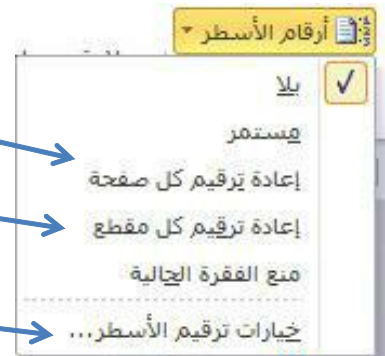 أرقام الأسطر
بلا
مستمر
إعادة ترقيم كل صفحة
إعادة ترقيم كل مقطع
منع الفقرة الحالية
خيارات ترقيم الأسطر...